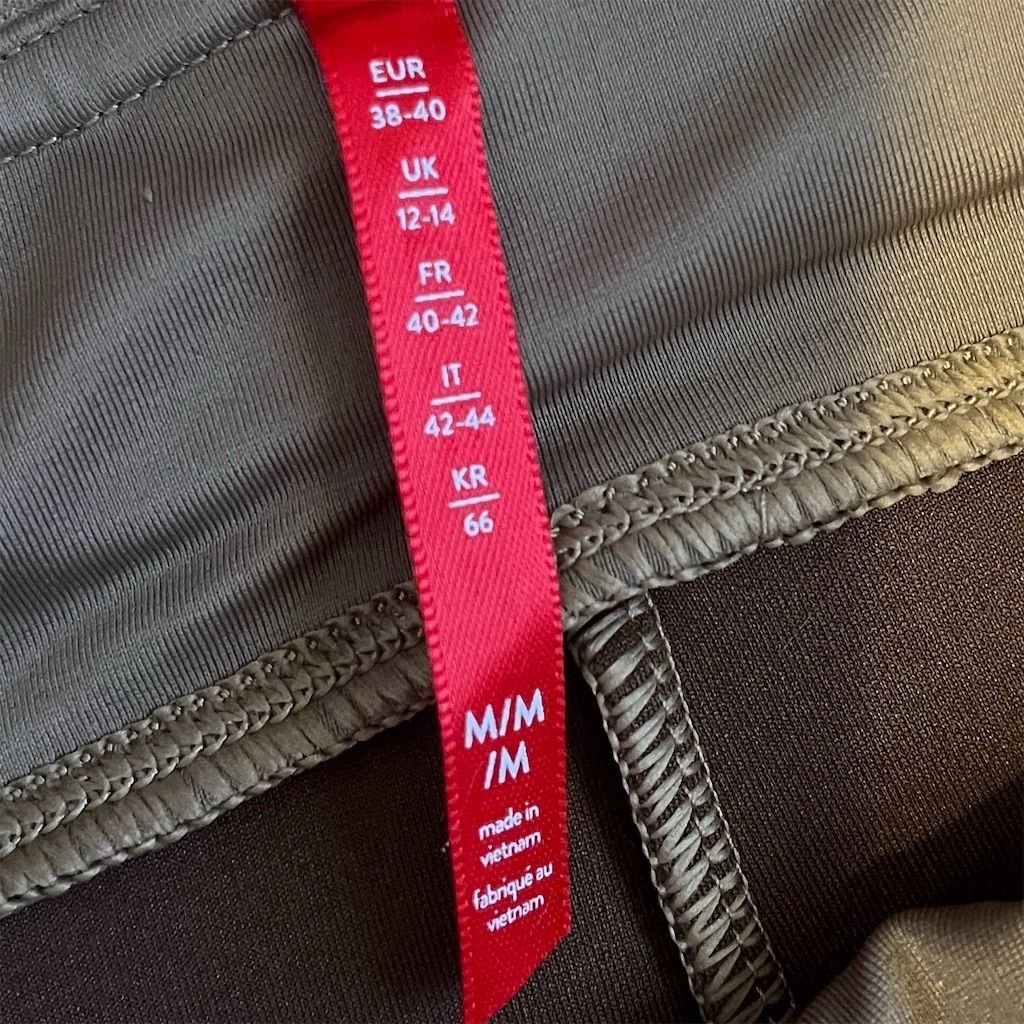 EUR
38-40
UK
12-14
FR
40-42
IT
42-44
KR
66
M/M
/M
made in
vietnam
fabriqué au
vietnam